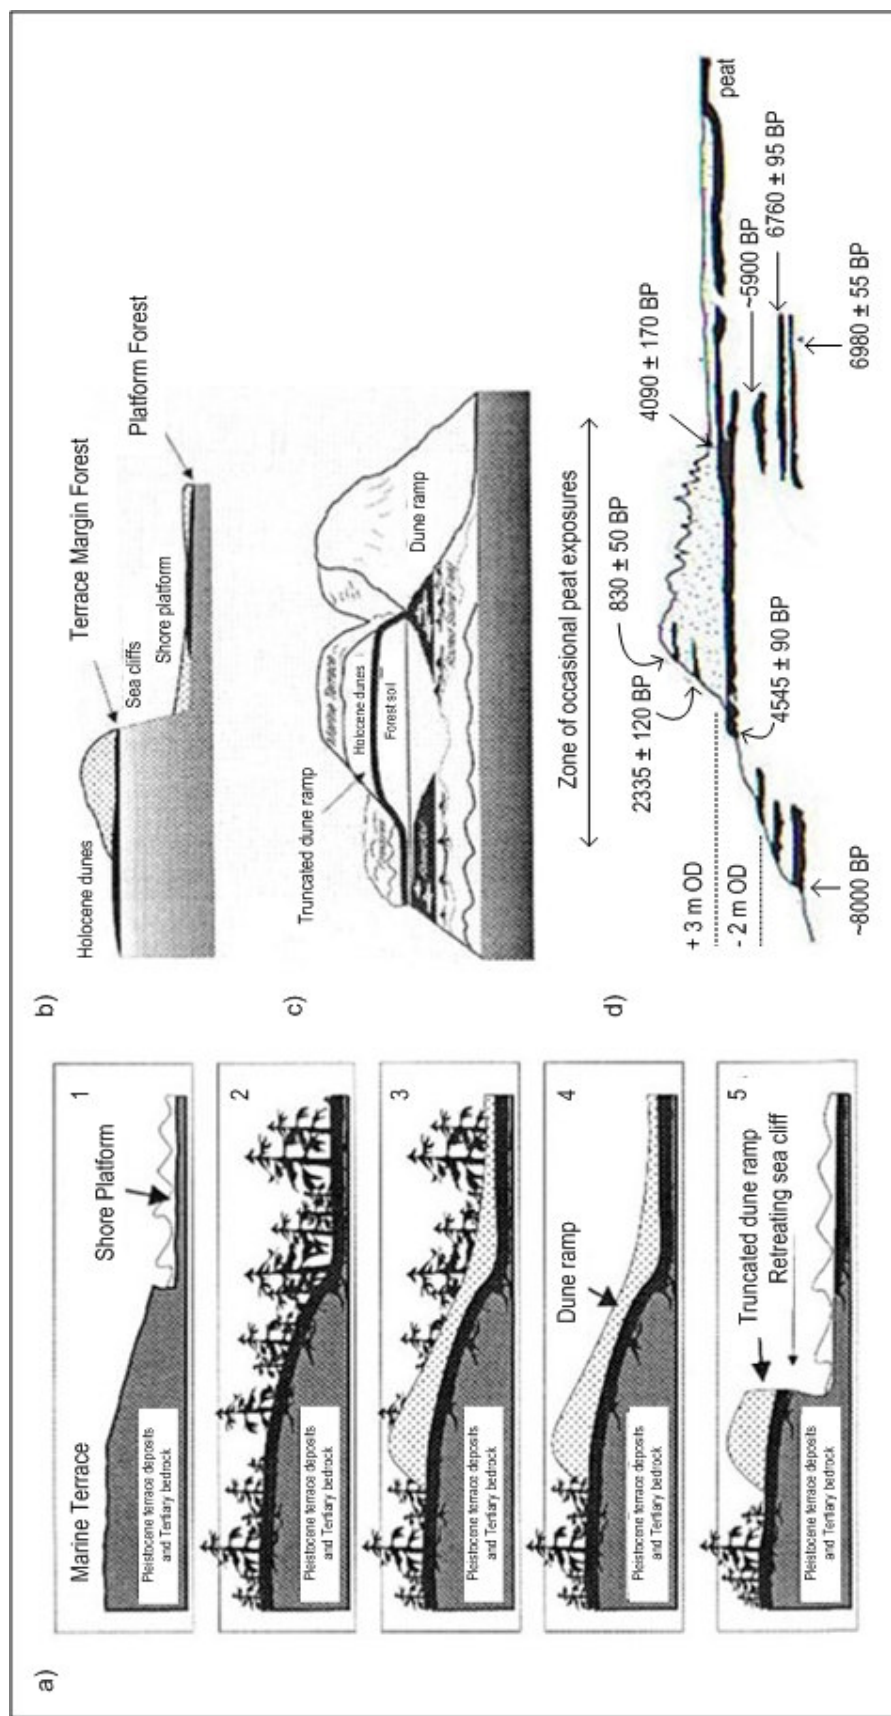 a)
Marine Terrace
Shore Platform
1
Pleistocene terrace deposits
and Tertiary bedrock
2
Pleistocene terrace deposits
and Tertiary bedrock
3
Pleistocene terrace deposits
and Tertiary bedrock
4
Dune ramp
Pleistocene terrace deposits
and Tertiary bedrock
5
Truncated dune ramp
Retreating sea cliff
Pleistocene terrace deposits
and Tertiary bedrock
b)
Holocene dunes
Terrace Margin Forest
Sea cliffs
Shore platform
Platform Forest
c)
Truncated dune ramp
Marine Terrace
Holocene dunes
Forest soil
Dune ramp
d)
Zone of occasional peat exposures
+ 3 m OD
- 2 m OD
2335 ± 120 BP
830 ± 50 BP
4090 ± 170 BP
peat
~8000 BP
4545 ± 90 BP
~5900 BP
6760 ± 95 BP
6980 ± 55 BP